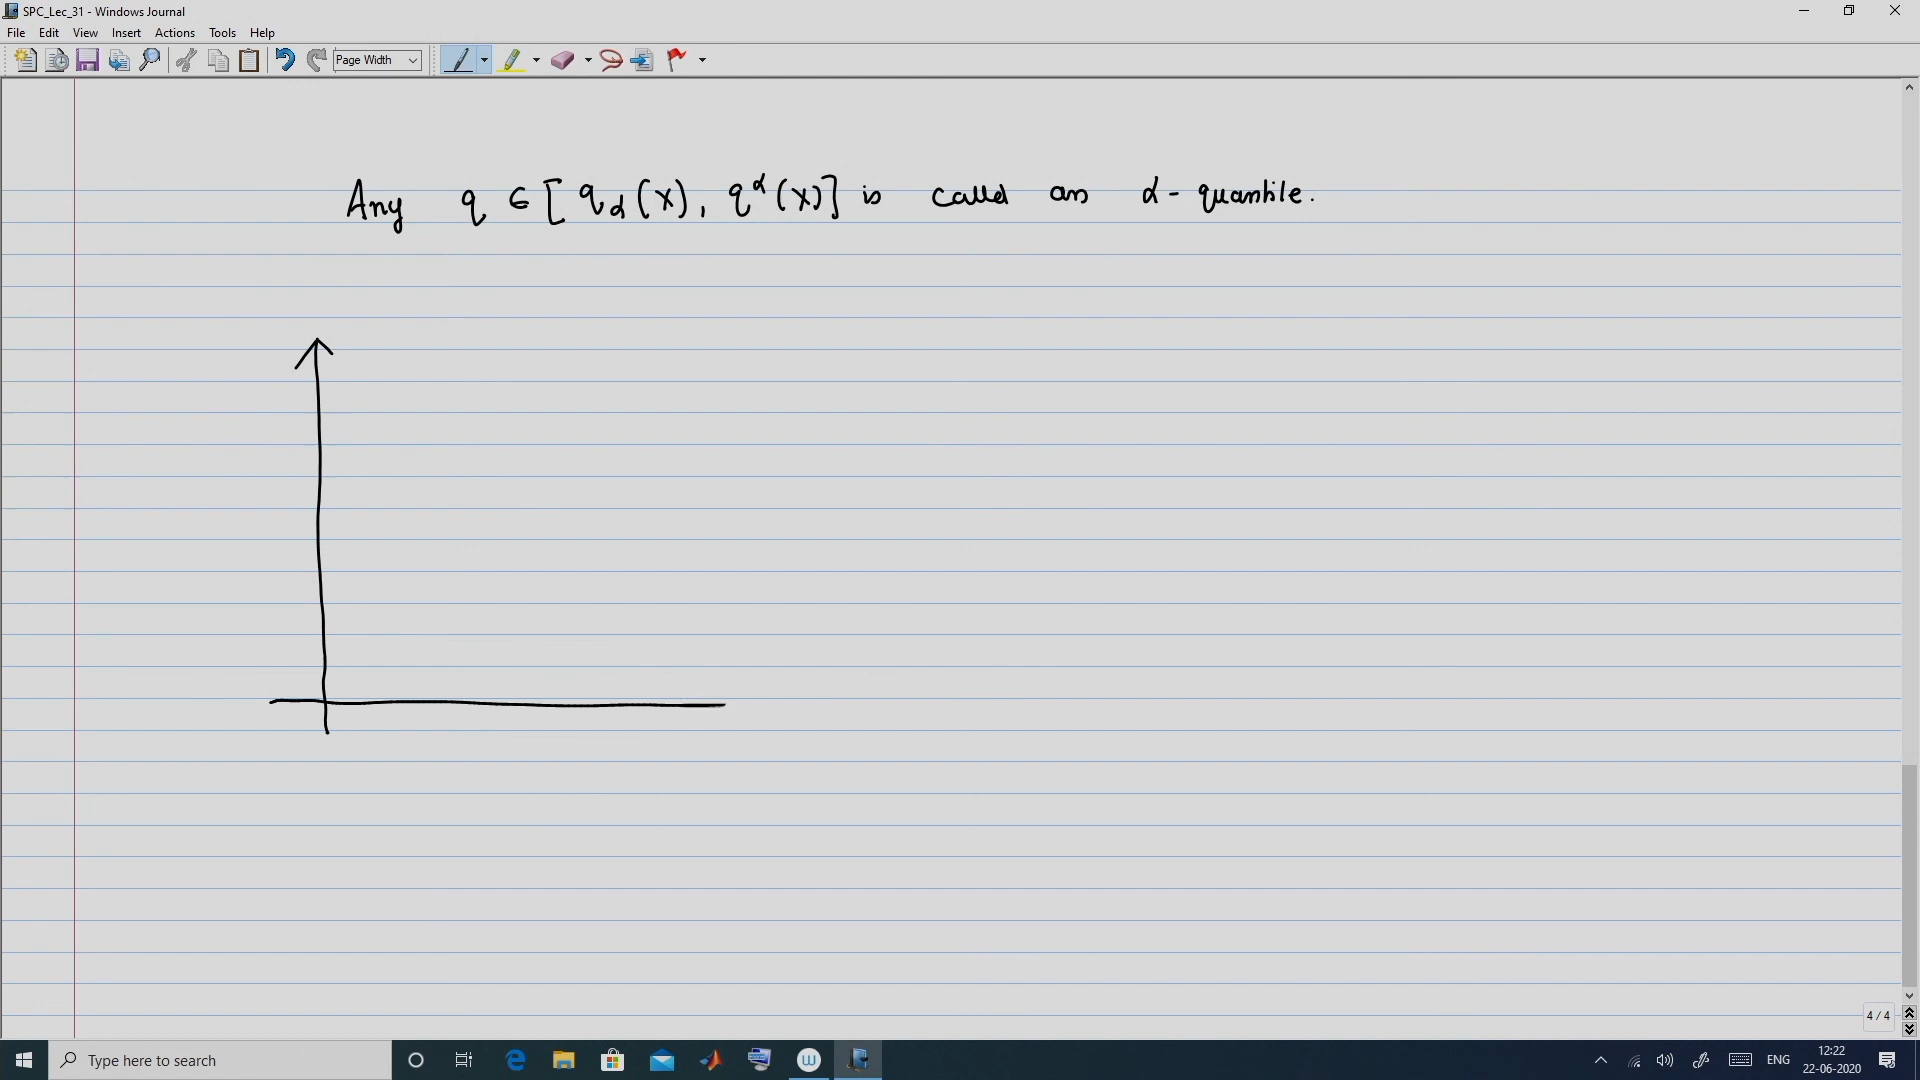 SPC_Lec_31 - Windows Journal
File Edit View Insert Actions Tools Help
Page Width
Any q ∈ [ q_α(X), q^α(X)] is called an α-quantile.
4 / 4
Type here to search
ENG
12:22
22-06-2020